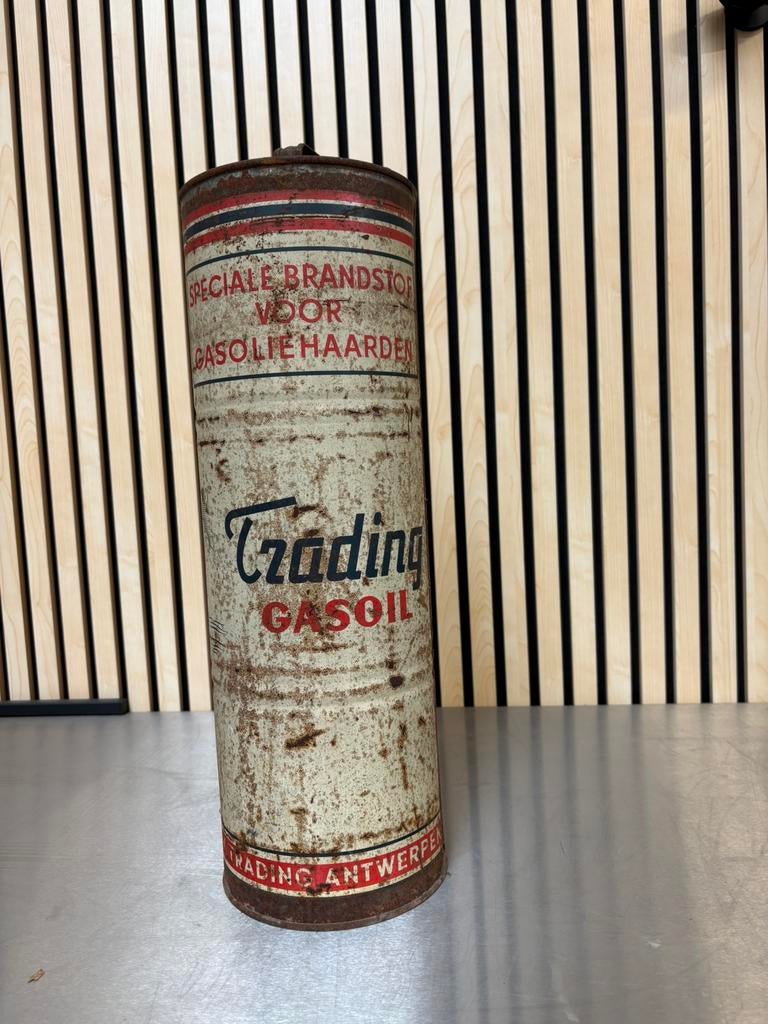 SPECIALE BRANDSTOF
VOOR
GASOLIEHAARDEN
Trading
GASOIL
TRADING ANTWERPEN